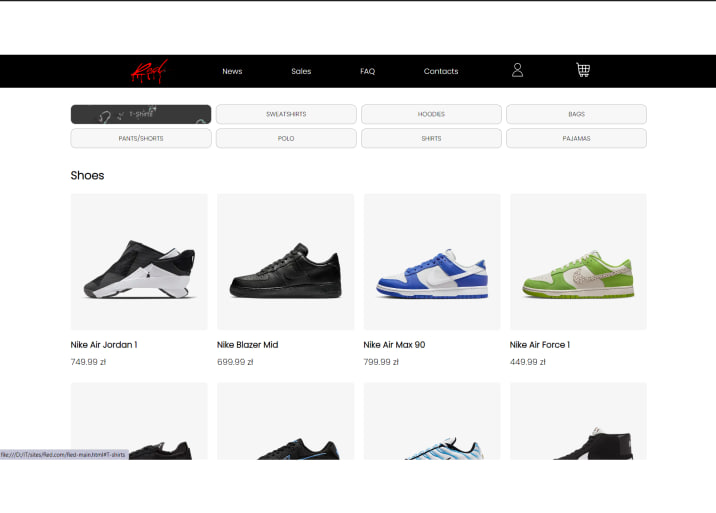 Red.
News Sales FAQ Contacts
T-Shirts SWEATSHIRTS HOODIES BAGS
PANTS/SHORTS POLO SHIRTS PAJAMAS
Shoes
Nike Air Jordan 1 Nike Blazer Mid Nike Air Max 90 Nike Air Force 1
749.99 zł 699.99 zł 799.99 zł 449.99 zł
file:///D:/IT/sites/Red.com/Red-main.html#T-shirts